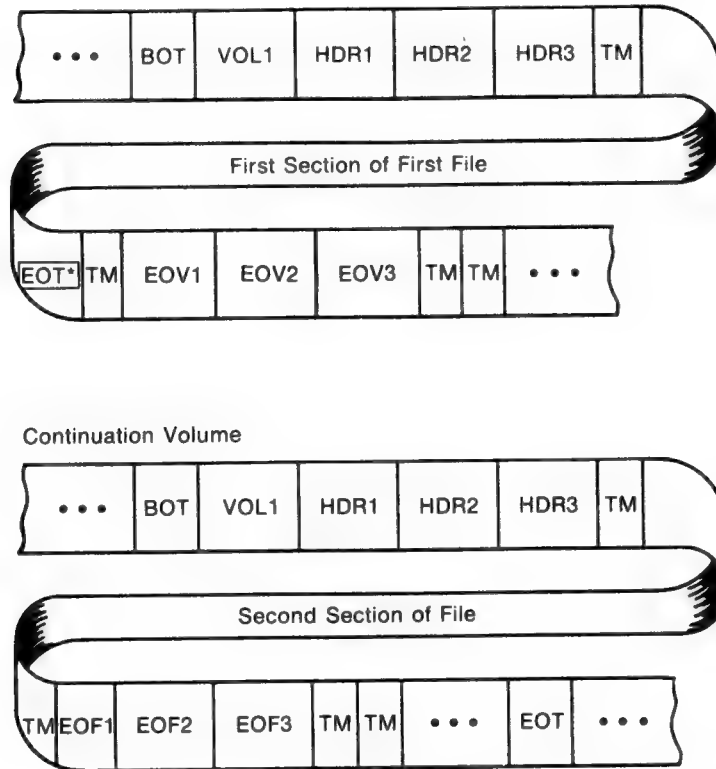 • • • BOT VOL1 HDR1 HDR2 HDR3 TM
First Section of First File
EOT* TM EOV1 EOV2 EOV3 TM TM • • •
Continuation Volume
• • • BOT VOL1 HDR1 HDR2 HDR3 TM
Second Section of File
TM EOF1 EOF2 EOF3 TM TM • • • EOT • • •